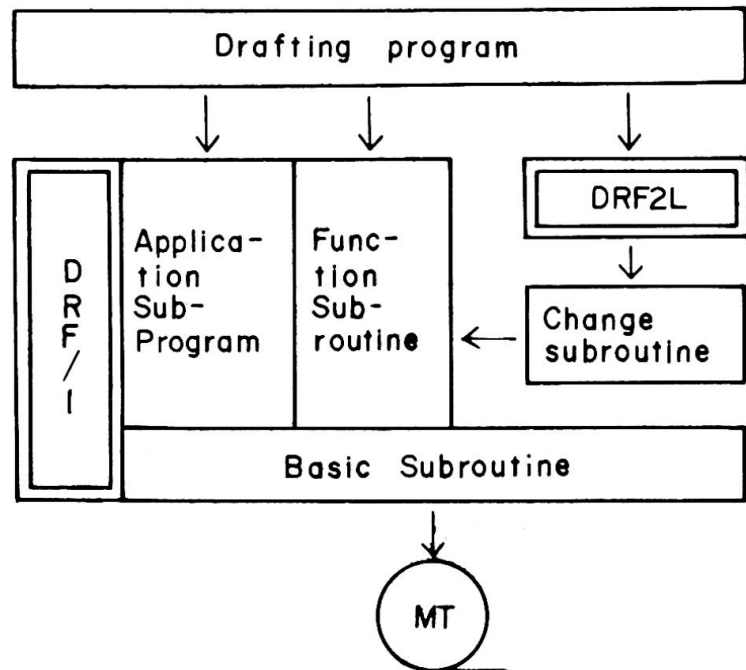 Drafting program
D
R
F
/
I
Applica-
tion
Sub-
Program
Func-
tion
Sub-
routine
DRF2L
Change
subroutine
Basic Subroutine
MT